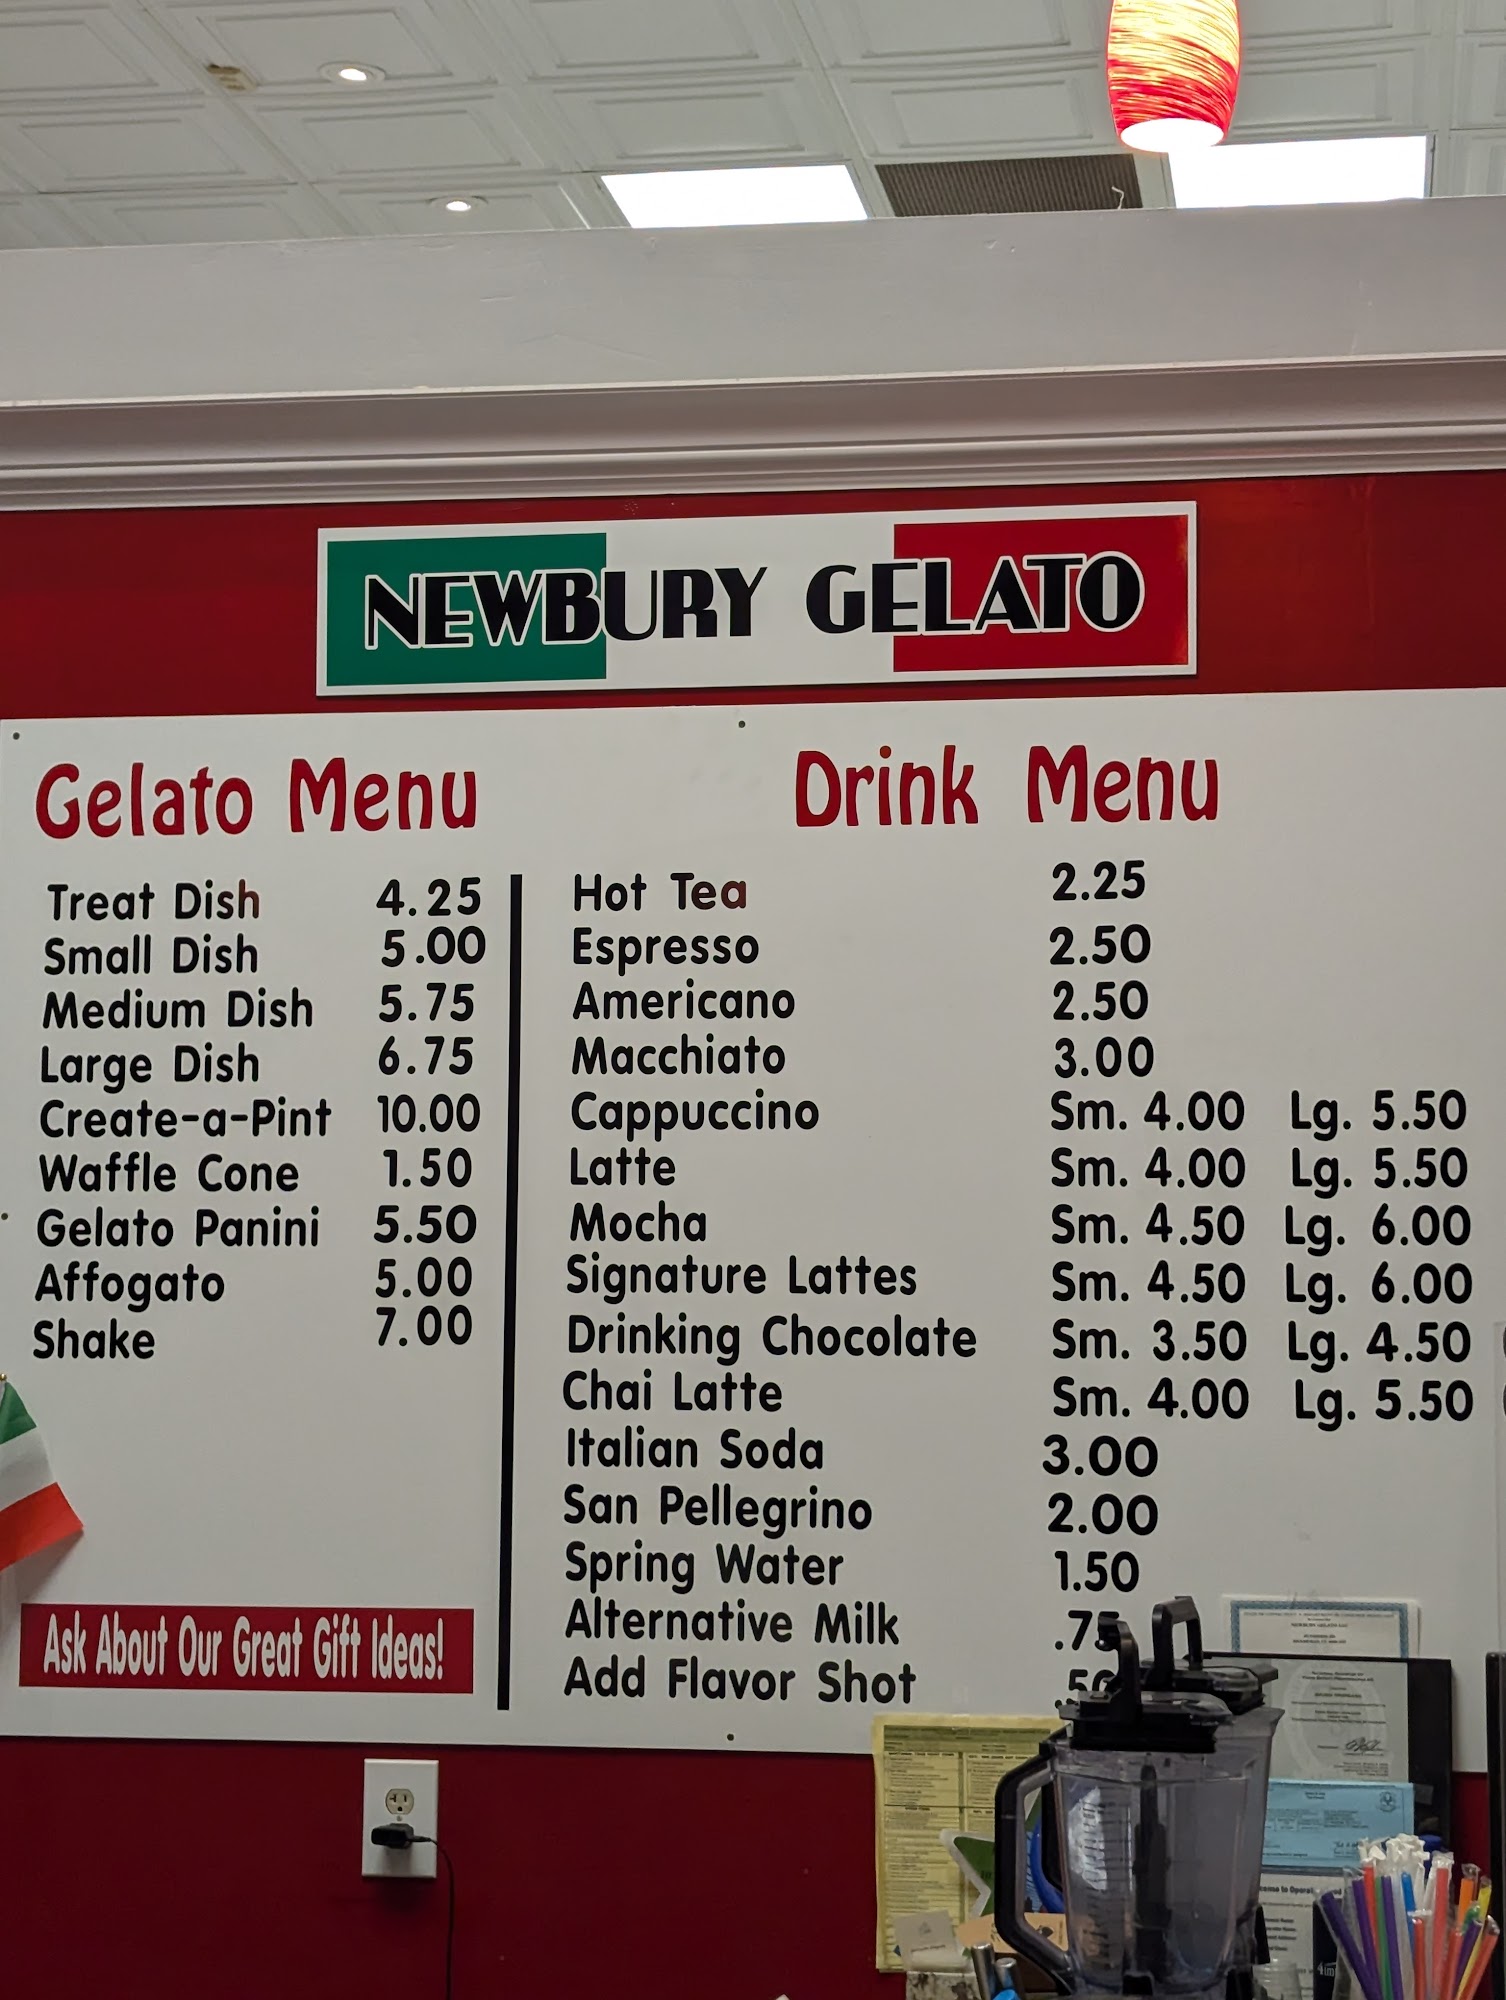 NEWBURY GELATO
Gelato Menu
Treat Dish 4.25
Small Dish 5.00
Medium Dish 5.75
Large Dish 6.75
Create-a-Pint 10.00
Waffle Cone 1.50
Gelato Panini 5.50
Affogato 5.00
Shake 7.00
Ask About Our Great Gift Ideas!
Drink Menu
Hot Tea 2.25
Espresso 2.50
Americano 2.50
Macchiato 3.00
Cappuccino Sm. 4.00 Lg. 5.50
Latte Sm. 4.00 Lg. 5.50
Mocha Sm. 4.50 Lg. 6.00
Signature Lattes Sm. 4.50 Lg. 6.00
Drinking Chocolate Sm. 3.50 Lg. 4.50
Chai Latte Sm. 4.00 Lg. 5.50
Italian Soda 3.00
San Pellegrino 2.00
Spring Water 1.50
Alternative Milk .75
Add Flavor Shot .50